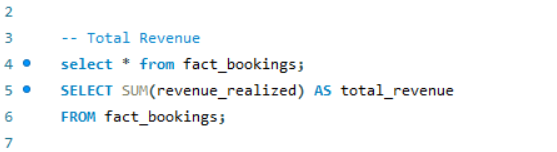 2
3 -- Total Revenue
4 select * from fact_bookings;
5 SELECT SUM(revenue_realized) AS total_revenue
6 FROM fact_bookings;
7